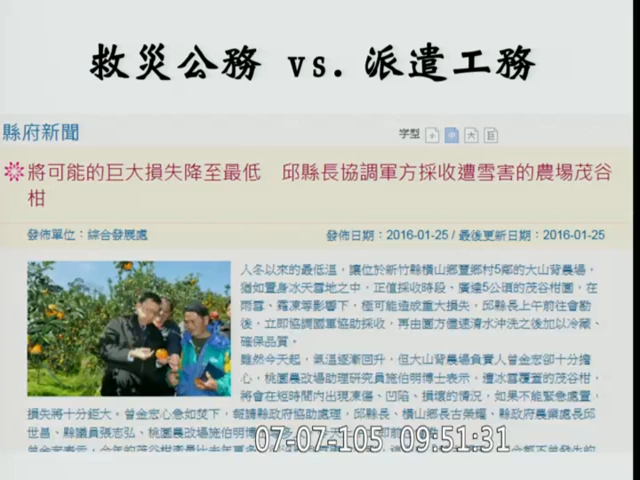 救災公務 vs. 派遣工務
縣府新聞
字型 小 中 大 巨
將可能的巨大損失降至最低 邱縣長協調軍方採收遭雪害的農場茂谷
柑
發佈單位：綜合發展處
發佈日期：2016-01-25 / 最後更新日期：2016-01-25
入冬以來的最低溫，讓位於新竹縣橫山鄉豐鄉村5鄰的大山背農場，
猶如置身冰天雪地之中，正值採收時段、廣達5公頃的茂谷柑園，在
雨雪、霜凍等影響下，極可能造成重大損失。邱縣長上午前往會勘
後，立即協調國軍協助採收，再由園方儘速清水沖洗之後加以冷藏、
確保品質。
雖然今天起，氣溫逐漸回升，但大山背農場負責人曾金宏卻十分擔
心，桃園農改場助理研究員施伯明博士表示，遭冰雪覆蓋的茂谷柑，
將會在短時間內出現凍傷、凹陷、損壞的情況，如果不能緊急處置，
損失將十分鉅大。曾金宏心急如焚下，報請縣政府協助處理，邱縣長、橫山鄉長古榮耀、縣政府農業處長邱
世昌、縣議員張志弘、桃園農改場施伯明博
07-07-105 09:51:31